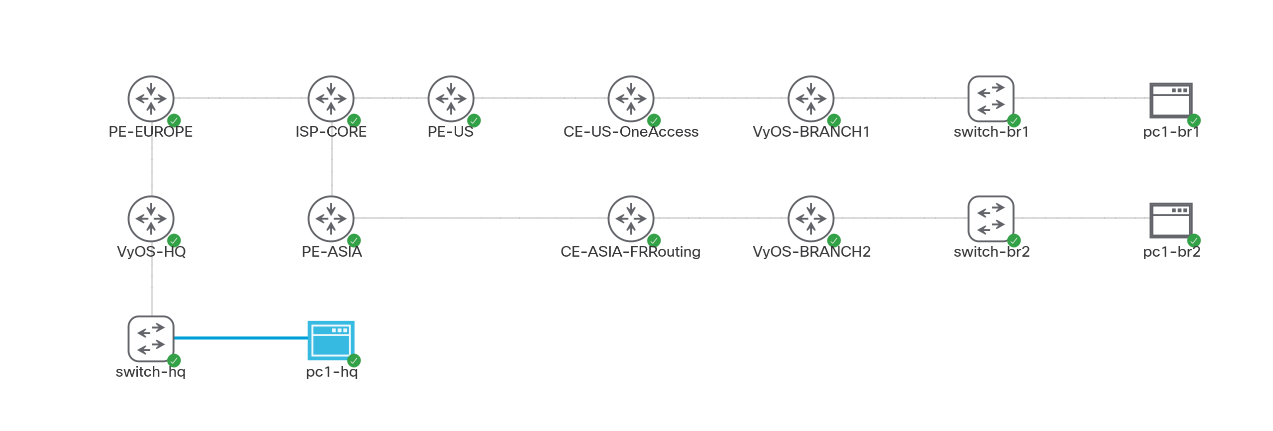 PE-EUROPE
ISP-CORE
PE-US
CE-US-OneAccess
VyOS-BRANCH1
switch-br1
pc1-br1
VyOS-HQ
PE-ASIA
CE-ASIA-FRRouting
VyOS-BRANCH2
switch-br2
pc1-br2
switch-hq
pc1-hq